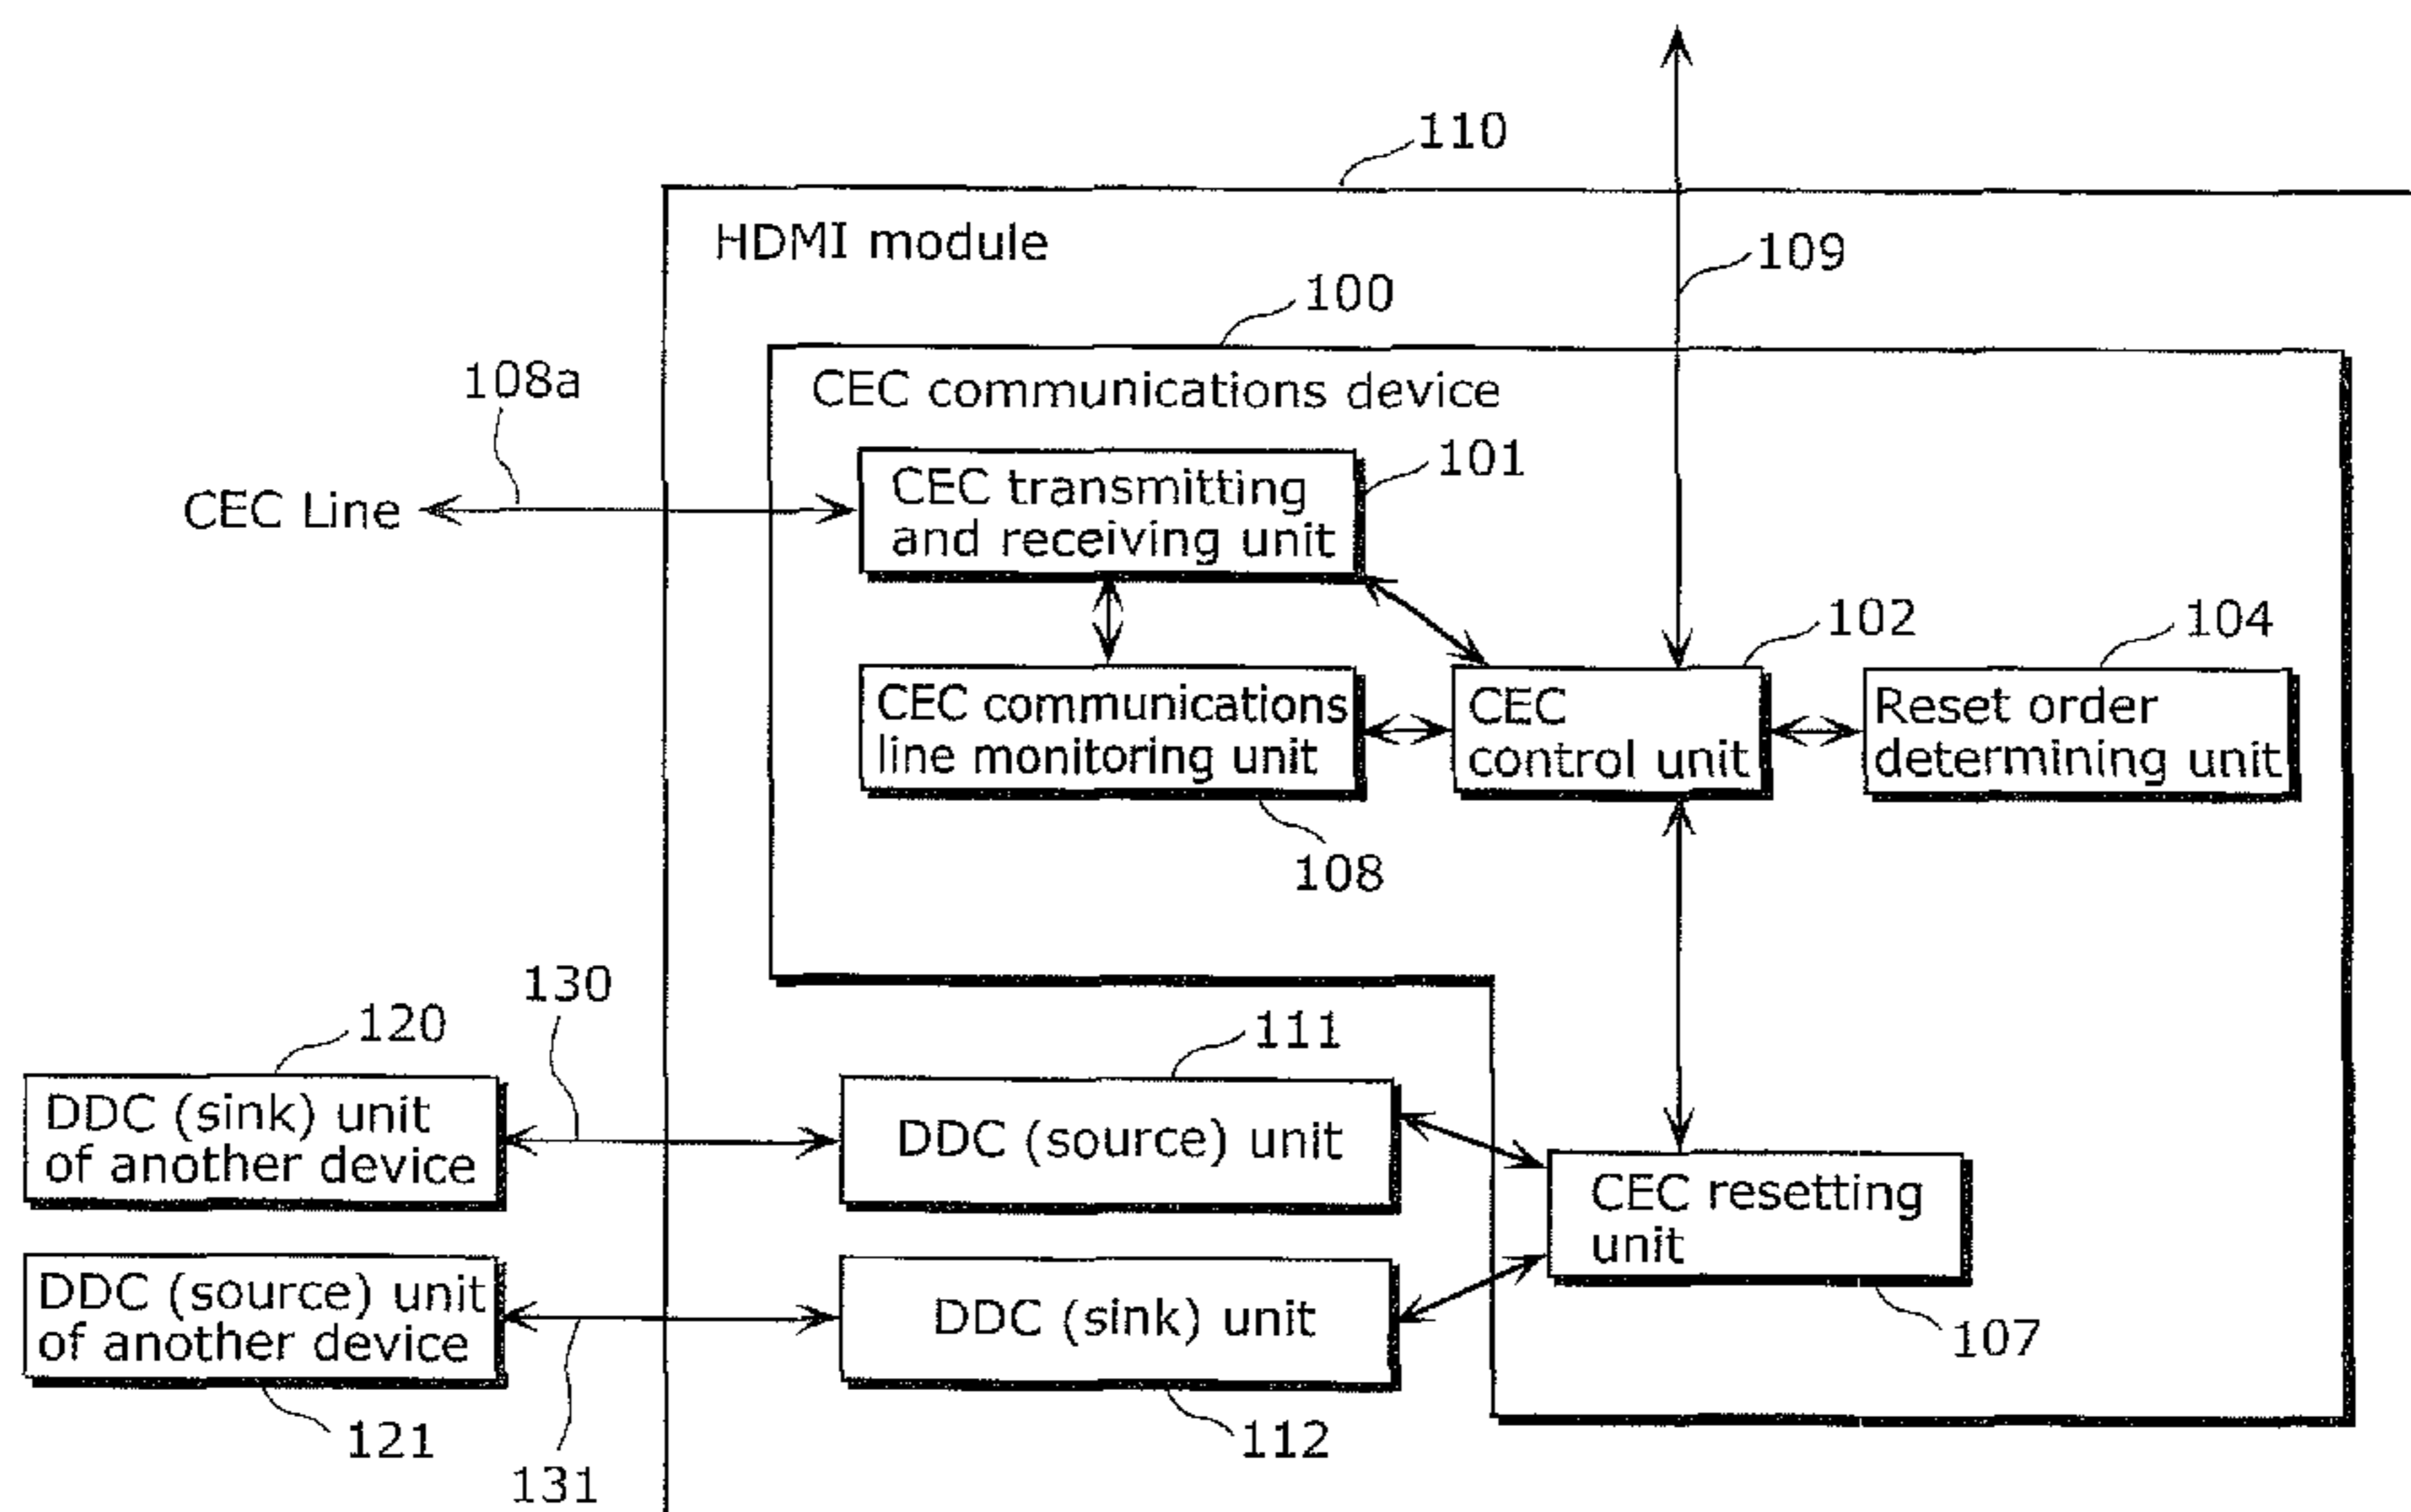 110
HDMI module
109
100
108a
CEC communications device
101
CEC transmitting
and receiving unit
CEC Line
102
104
CEC communications
line monitoring unit
CEC
control unit
Reset order
determining unit
108
130
120
111
DDC (sink) unit
of another device
DDC (source) unit
CEC resetting
unit
DDC (source) unit
of another device
DDC (sink) unit
107
121
112
131